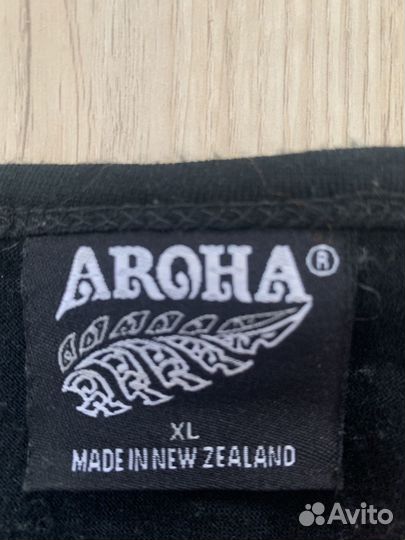 AROHA ®
XL
MADE IN NEW ZEALAND
Avito